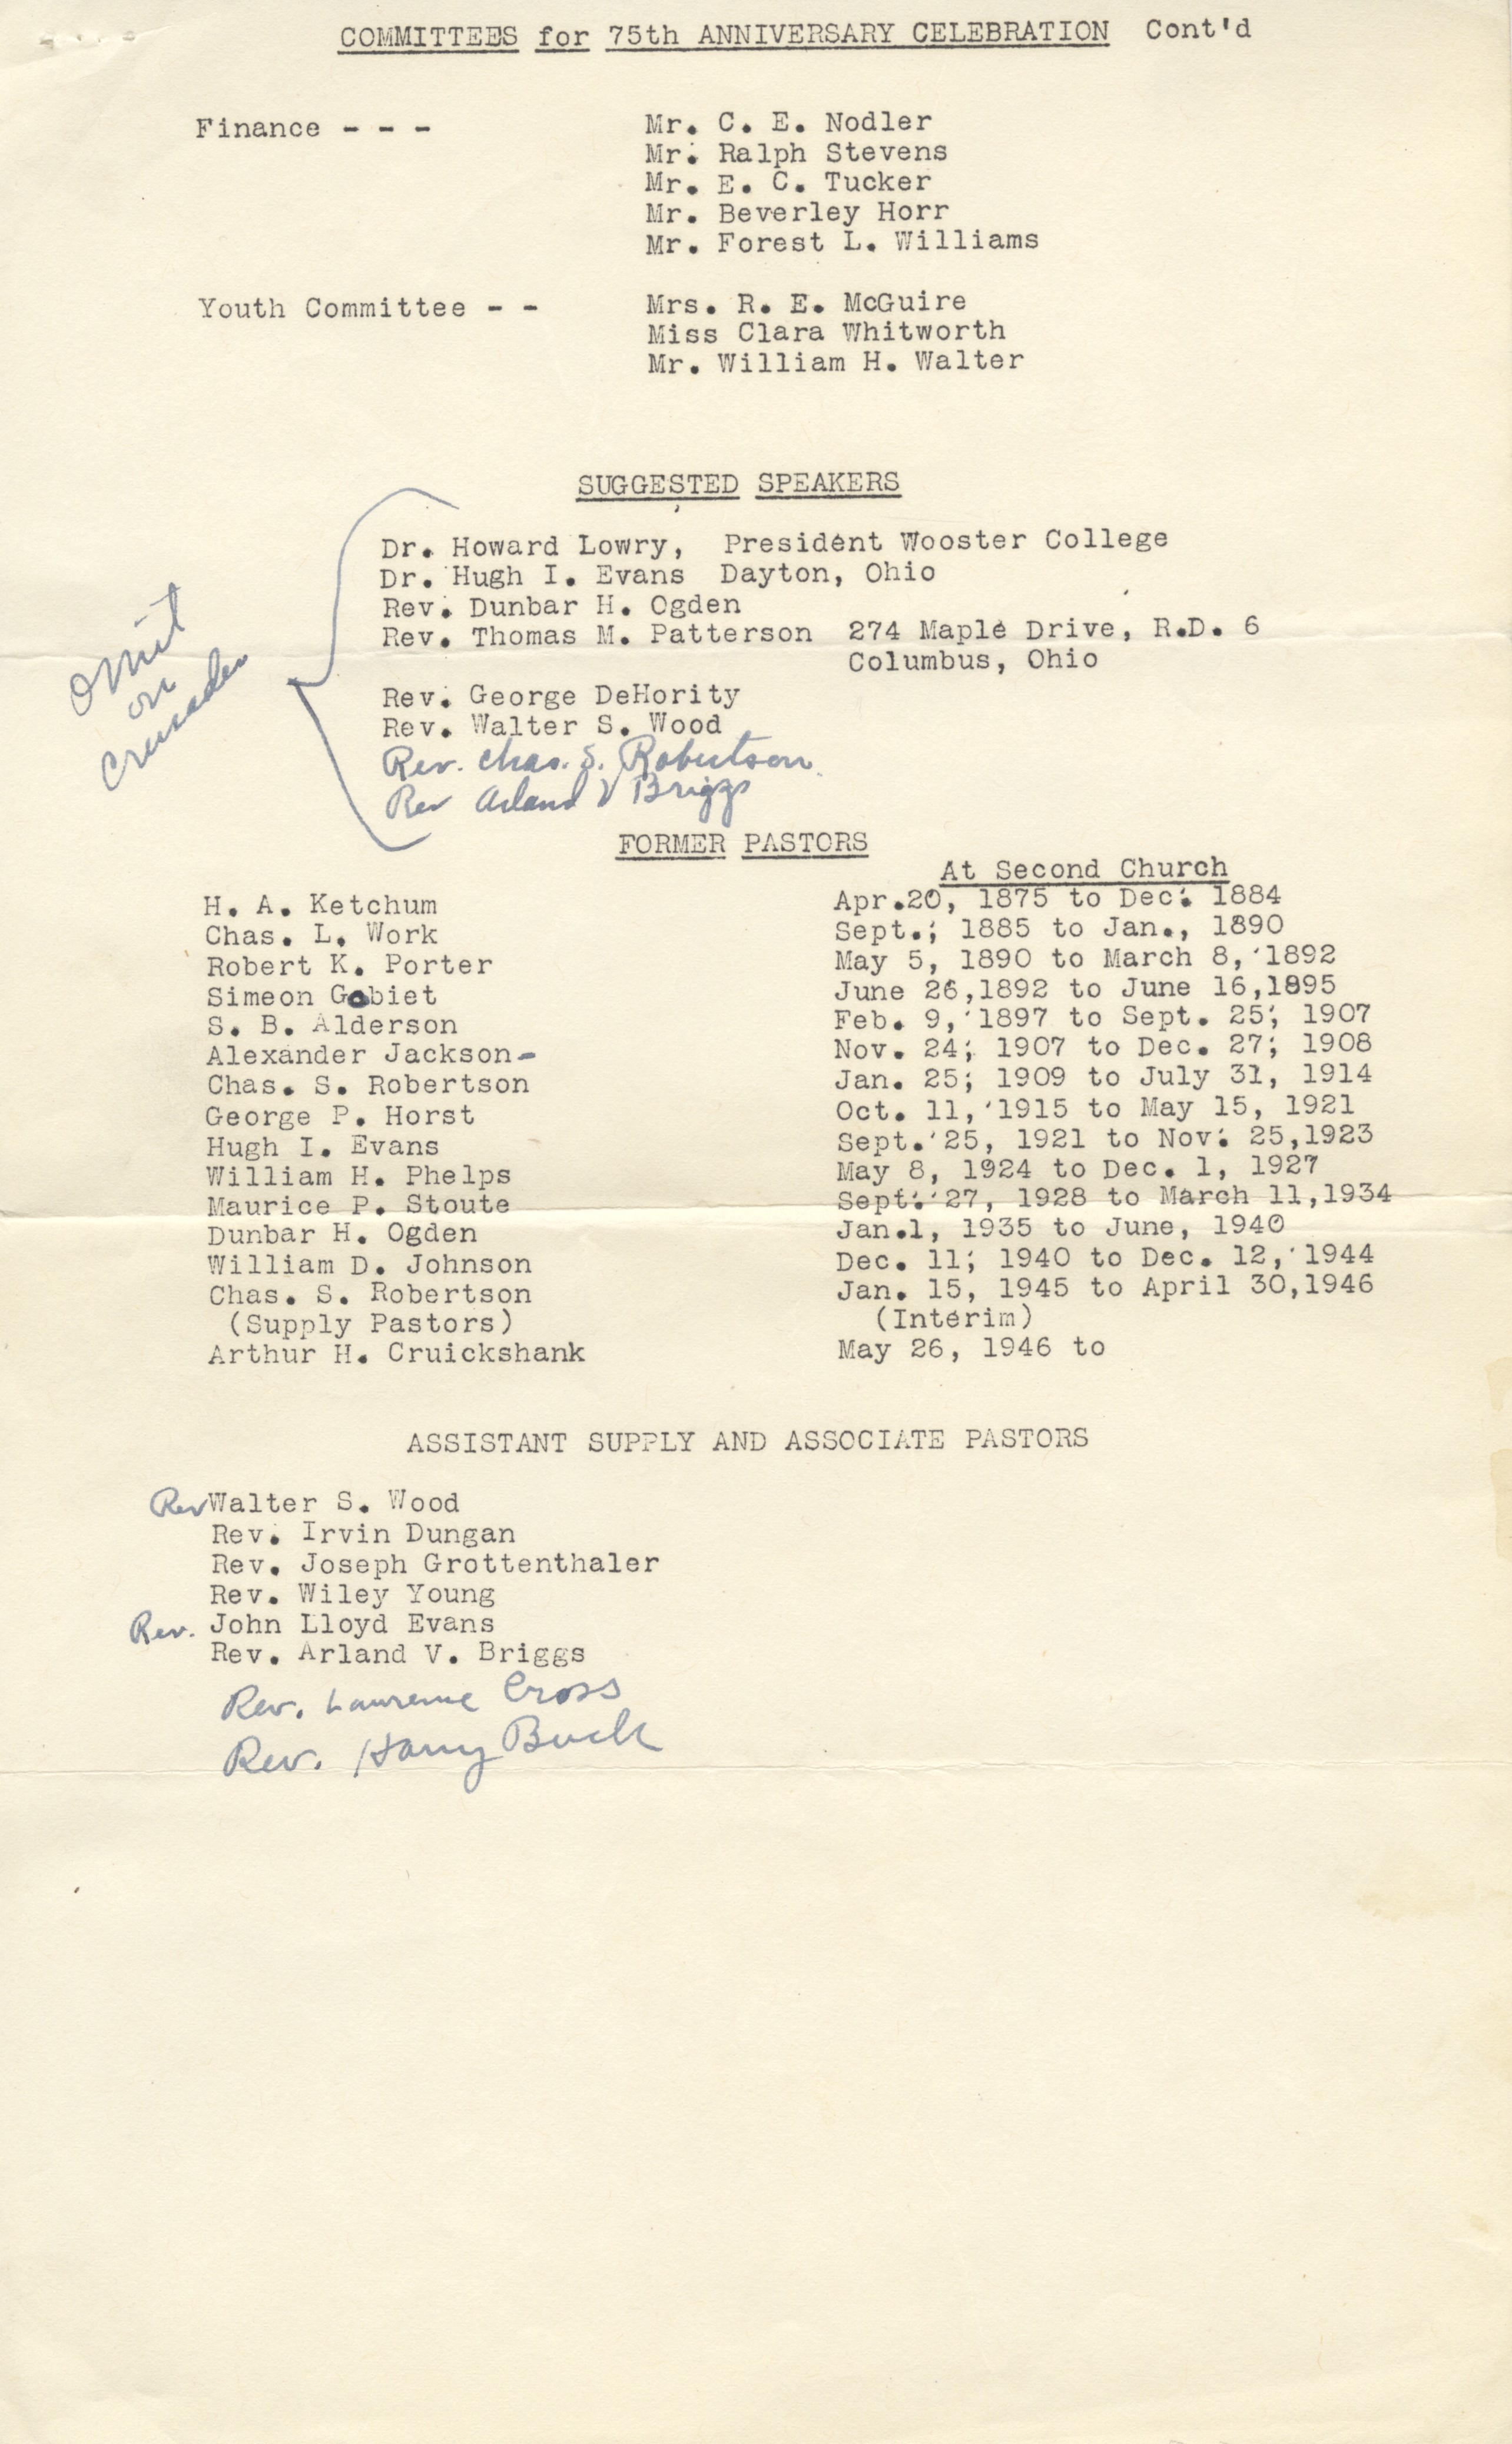 COMMITTEES for 75th ANNIVERSARY CELEBRATION Cont'd
Finance - - - Mr. C. E. Nodler
Mr. Ralph Stevens
Mr. E. C. Tucker
Mr. Beverley Horr
Mr. Forest L. Williams
Youth Committee - - Mrs. R. E. McGuire
Miss Clara Whitworth
Mr. William H. Walter
SUGGESTED SPEAKERS
Dr. Howard Lowry, President Wooster College
Dr. Hugh I. Evans Dayton, Ohio
Rev. Dunbar H. Ogden
Rev. Thomas M. Patterson 274 Maple Drive, R.D. 6
Columbus, Ohio
Rev. George DeHority
Rev. Walter S. Wood
Rev. Chas. S. Robertson
Rev Arland V Briggs
omit
on
Crusader
FORMER PASTORS
At Second Church
H. A. Ketchum Apr.20, 1875 to Dec. 1884
Chas. L. Work Sept., 1885 to Jan., 1890
Robert K. Porter May 5, 1890 to March 8, 1892
Simeon Gobiet June 26,1892 to June 16,1895
S. B. Alderson Feb. 9, 1897 to Sept. 25, 1907
Alexander Jackson- Nov. 24, 1907 to Dec. 27, 1908
Chas. S. Robertson Jan. 25, 1909 to July 31, 1914
George P. Horst Oct. 11, 1915 to May 15, 1921
Hugh I. Evans Sept. 25, 1921 to Nov. 25,1923
William H. Phelps May 8, 1924 to Dec. 1, 1927
Maurice P. Stoute Sept. 27, 1928 to March 11,1934
Dunbar H. Ogden Jan.1, 1935 to June, 1940
William D. Johnson Dec. 11, 1940 to Dec. 12, 1944
Chas. S. Robertson Jan. 15, 1945 to April 30,1946
(Supply Pastors) (Interim)
Arthur H. Cruickshank May 26, 1946 to
ASSISTANT SUPPLY AND ASSOCIATE PASTORS
Rev Walter S. Wood
Rev. Irvin Dungan
Rev. Joseph Grottenthaler
Rev. Wiley Young
Rev. John Lloyd Evans
Rev. Arland V. Briggs
Rev. Lawrence Cross
Rev. Harry Buck